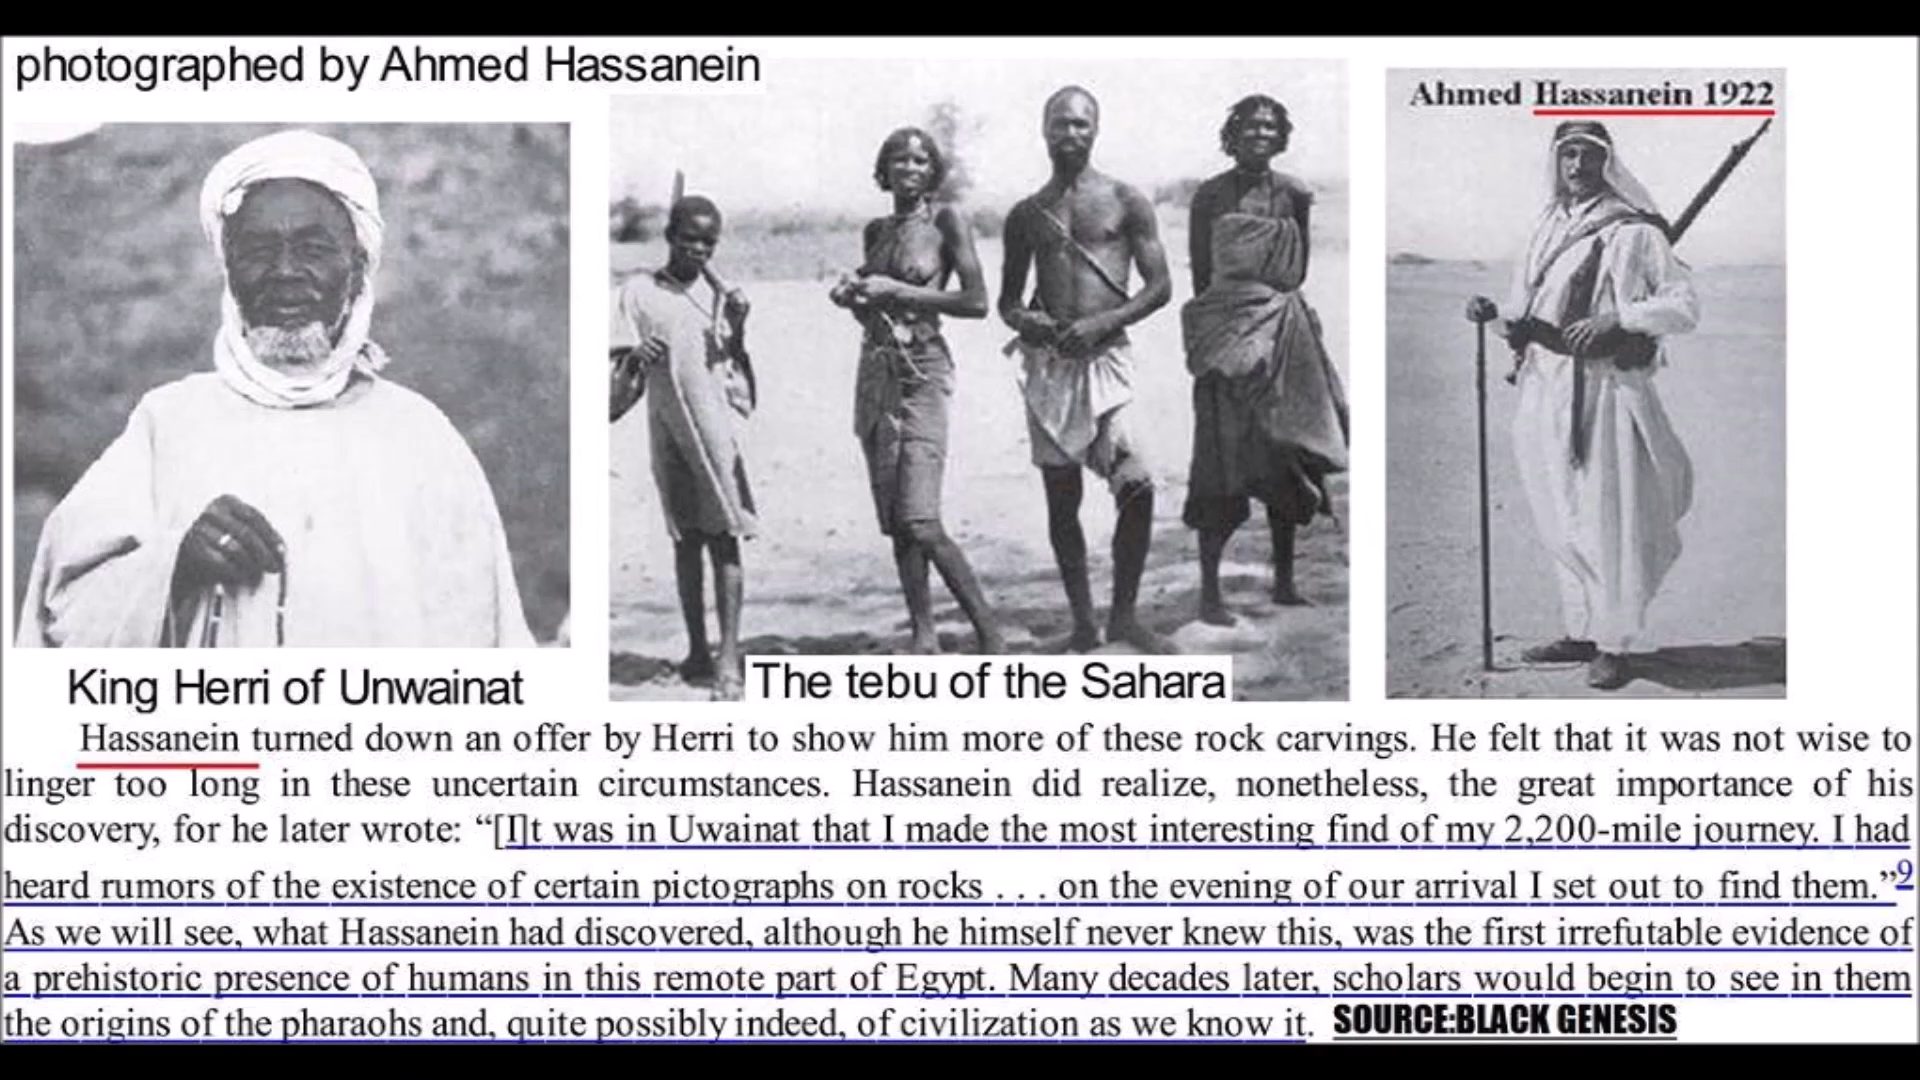 photographed by Ahmed Hassanein
Ahmed Hassanein 1922
King Herri of Unwainat
The tebu of the Sahara
Hassanein turned down an offer by Herri to show him more of these rock carvings. He felt that it was not wise to
linger too long in these uncertain circumstances. Hassanein did realize, nonetheless, the great importance of his
discovery, for he later wrote: “[I]t was in Uwainat that I made the most interesting find of my 2,200-mile journey. I had
heard rumors of the existence of certain pictographs on rocks . . . on the evening of our arrival I set out to find them.”9
As we will see, what Hassanein had discovered, although he himself never knew this, was the first irrefutable evidence of
a prehistoric presence of humans in this remote part of Egypt. Many decades later, scholars would begin to see in them
the origins of the pharaohs and, quite possibly indeed, of civilization as we know it. SOURCE:BLACK GENESIS